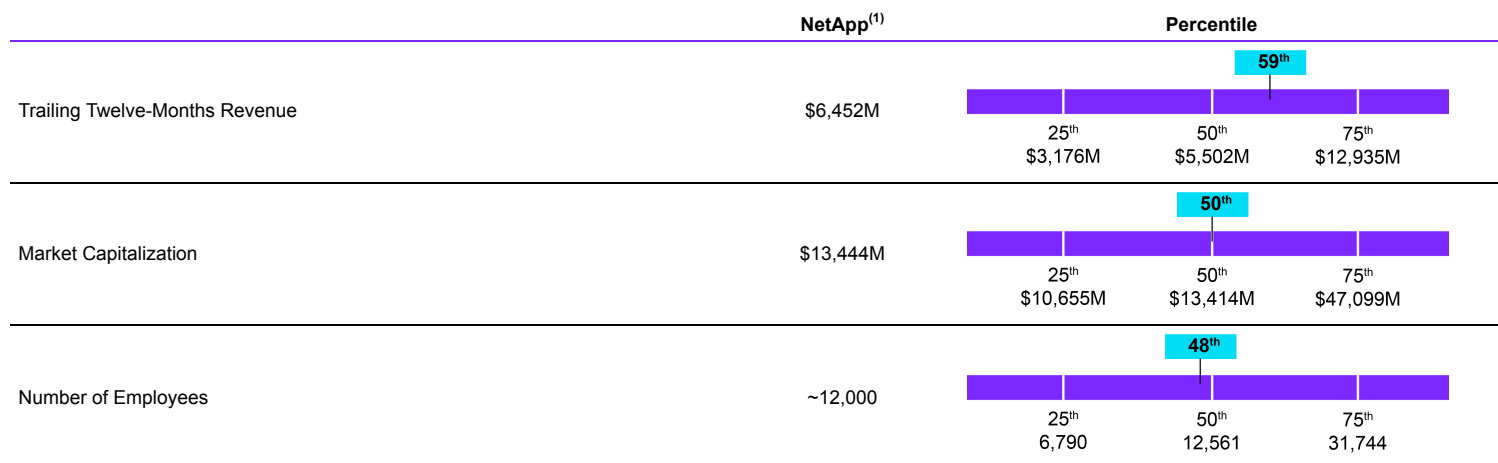 NetApp(1) Percentile
59th
Trailing Twelve-Months Revenue $6,452M
25th 50th 75th
$3,176M $5,502M $12,935M
50th
Market Capitalization $13,444M
25th 50th 75th
$10,655M $13,414M $47,099M
48th
Number of Employees ~12,000
25th 50th 75th
6,790 12,561 31,744